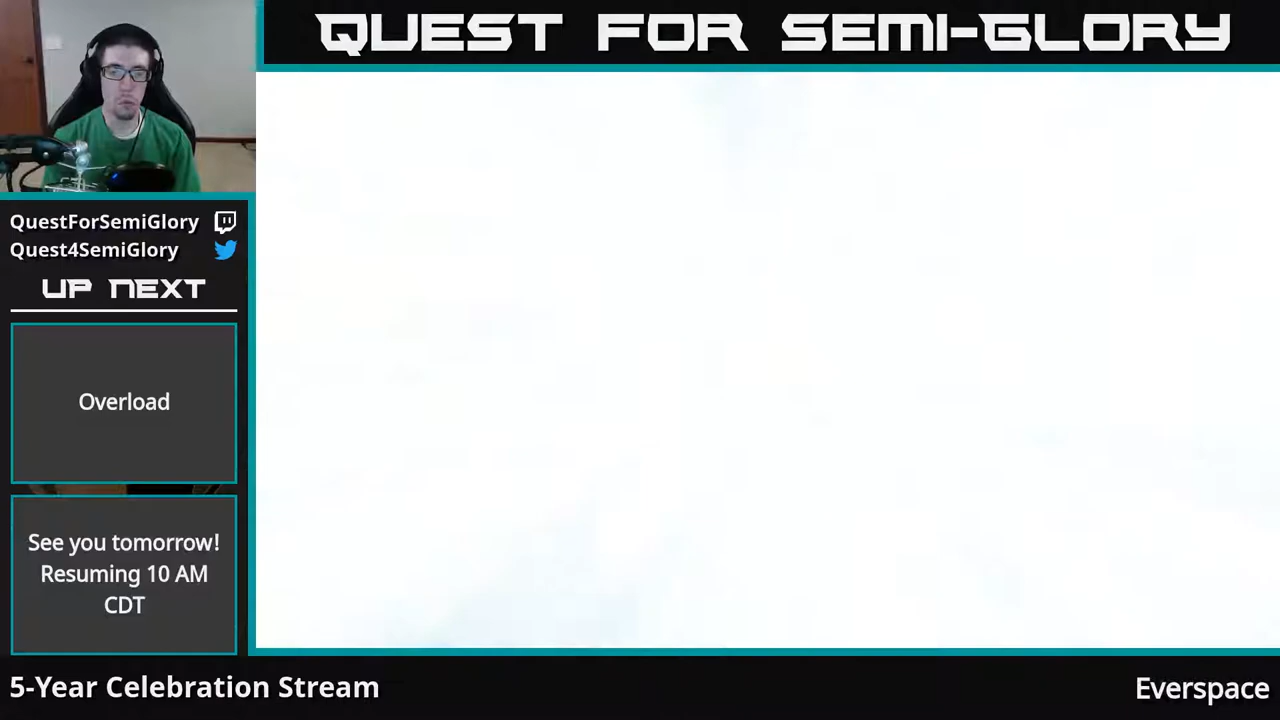 QUEST FOR SEMI-GLORY
QuestForSemiGlory
Quest4SemiGlory
UP NEXT
Overload
See you tomorrow!
Resuming 10 AM
CDT
5-Year Celebration Stream
Everspace